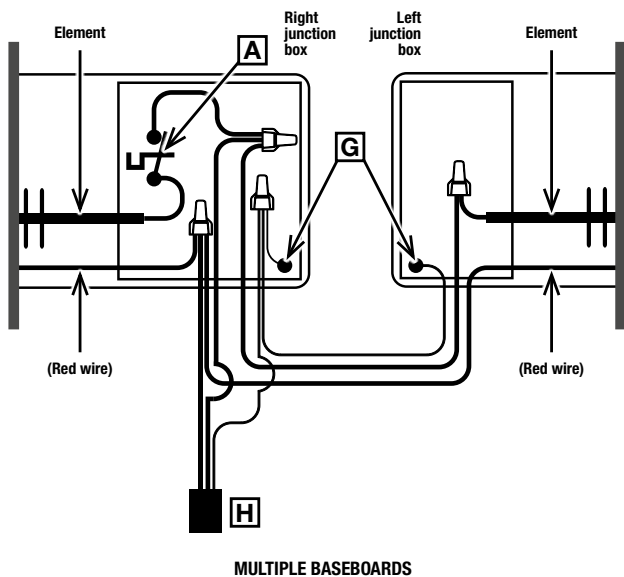 Element
Right
junction
box
Left
junction
box
Element
A
G
(Red wire)
(Red wire)
H
MULTIPLE BASEBOARDS